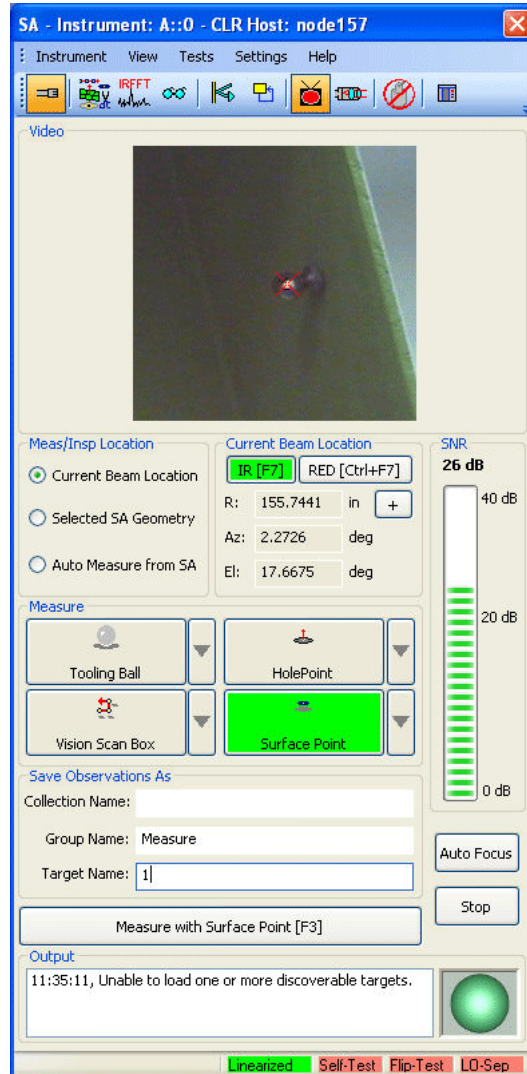 SA - Instrument: A::0 - CLR Host: node157
Instrument View Tests Settings Help
IRFFT
Video
Meas/Insp Location
Current Beam Location
Selected SA Geometry
Auto Measure from SA
Current Beam Location
IR [F7] RED [Ctrl+F7]
R: 155.7441 in +
Az: 2.2726 deg
El: 17.6675 deg
SNR
26 dB
40 dB
20 dB
0 dB
Measure
Tooling Ball
HolePoint
Vision Scan Box
Surface Point
Save Observations As
Collection Name:
Group Name: Measure
Target Name: 1
Auto Focus
Stop
Measure with Surface Point [F3]
Output
11:35:11, Unable to load one or more discoverable targets.
Linearized Self-Test Flip-Test LO-Sep